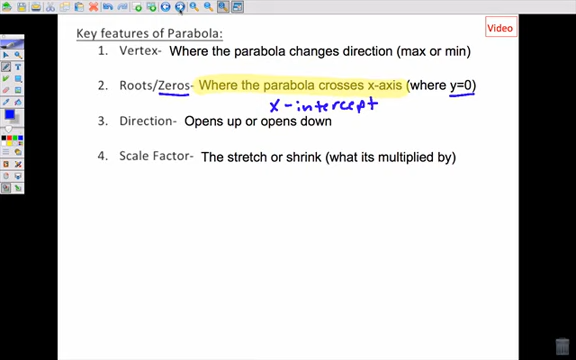 Video
Key features of Parabola:
1. Vertex- Where the parabola changes direction (max or min)
2. Roots/Zeros- Where the parabola crosses x-axis (where y=0)
x-intercept
3. Direction- Opens up or opens down
4. Scale Factor- The stretch or shrink (what its multiplied by)